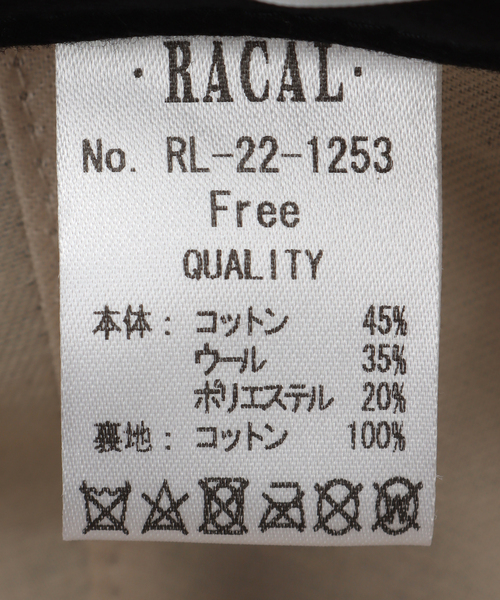 ·RACAL·
No. RL-22-1253
Free
QUALITY
本体: コットン 45%
ウール 35%
ポリエステル 20%
裏地: コットン 100%
W